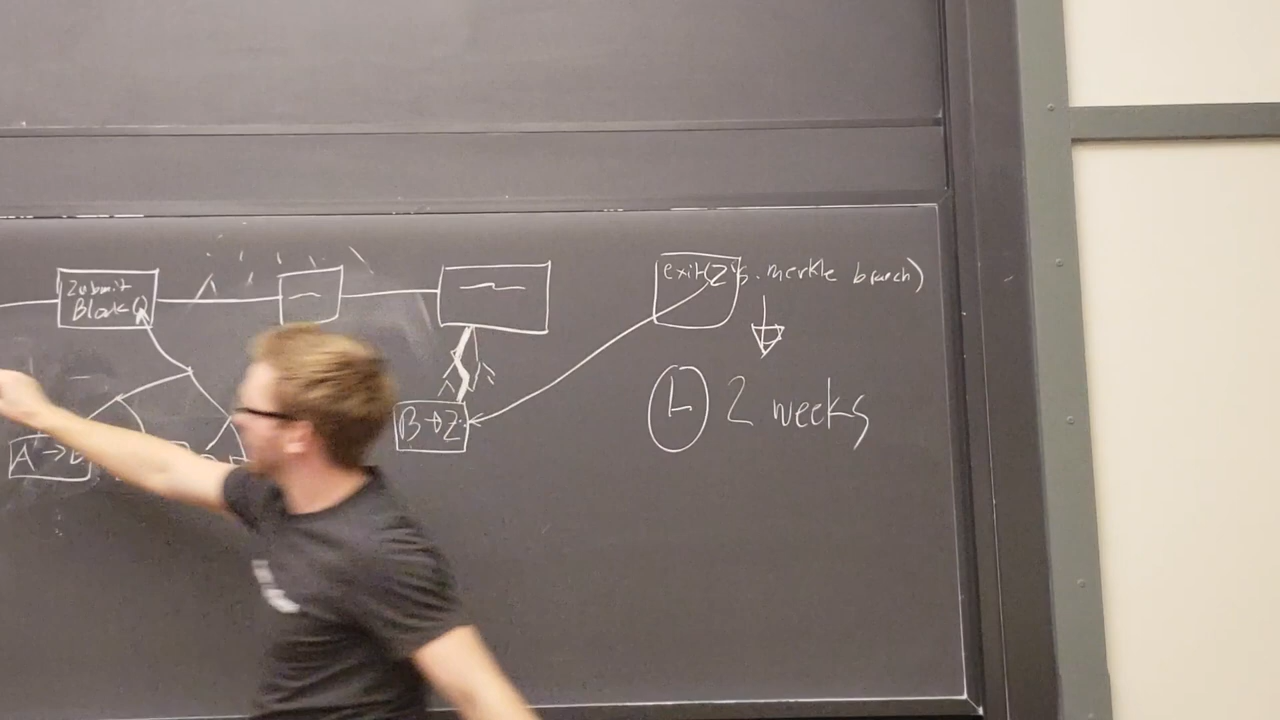 Submit
Block()
exit(Z's. merkle branch)
2 weeks
B → Z
A →